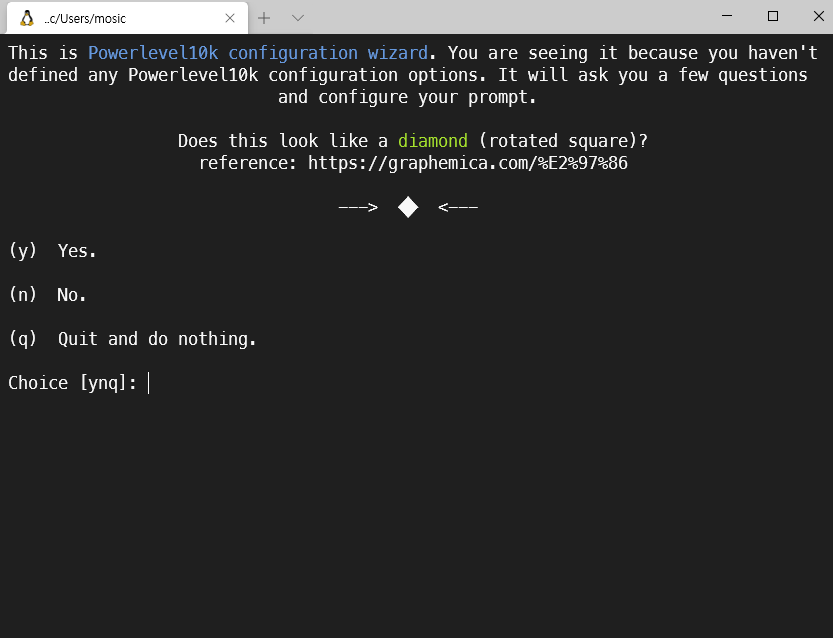 ..c/Users/mosic
This is Powerlevel10k configuration wizard. You are seeing it because you haven't
defined any Powerlevel10k configuration options. It will ask you a few questions
and configure your prompt.
Does this look like a diamond (rotated square)?
reference: https://graphemica.com/%E2%97%86
---> ◆ <---
(y) Yes.
(n) No.
(q) Quit and do nothing.
Choice [ynq]: